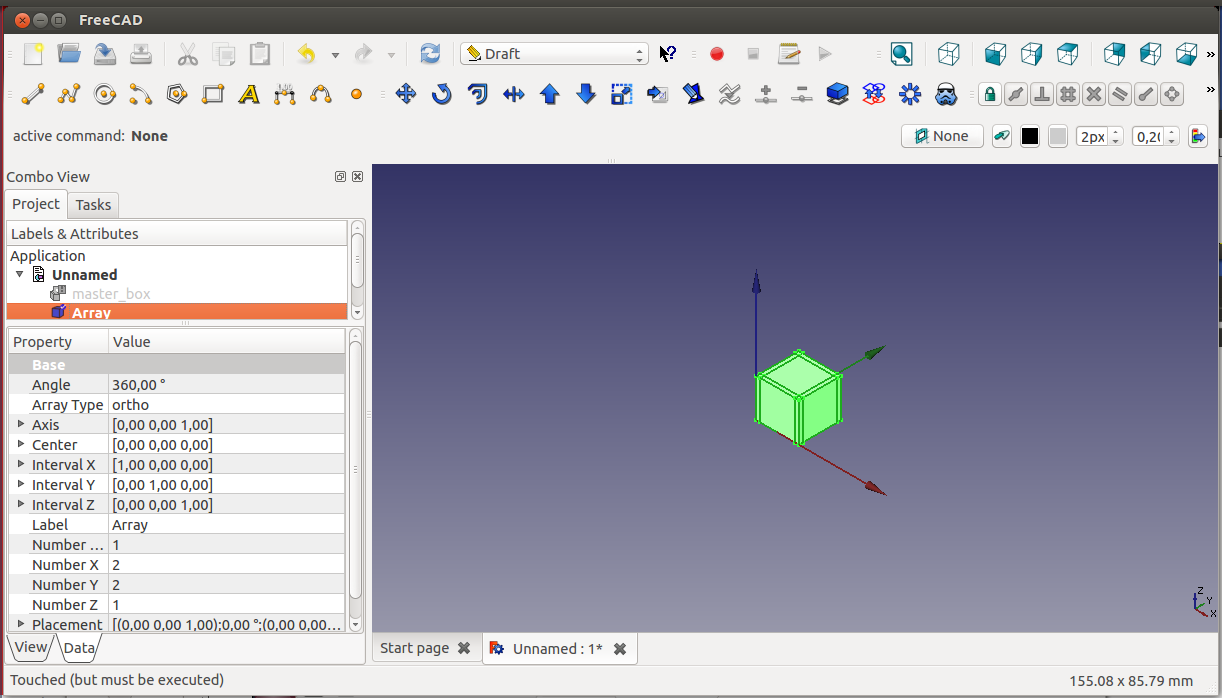 FreeCAD
Draft
active command: None
None
2px
0,20
Combo View
Project
Tasks
Labels & Attributes
Application
Unnamed
master_box
Array
Property Value
Base
Angle 360,00 °
Array Type ortho
Axis [0,00 0,00 1,00]
Center [0,00 0,00 0,00]
Interval X [1,00 0,00 0,00]
Interval Y [0,00 1,00 0,00]
Interval Z [0,00 0,00 1,00]
Label Array
Number ... 1
Number X 2
Number Y 2
Number Z 1
Placement [(0,00 0,00 1,00);0,00 °;(0,00 0,00...
View Data
Z
Y
X
Start page
Unnamed : 1*
Touched (but must be executed)
155.08 x 85.79 mm